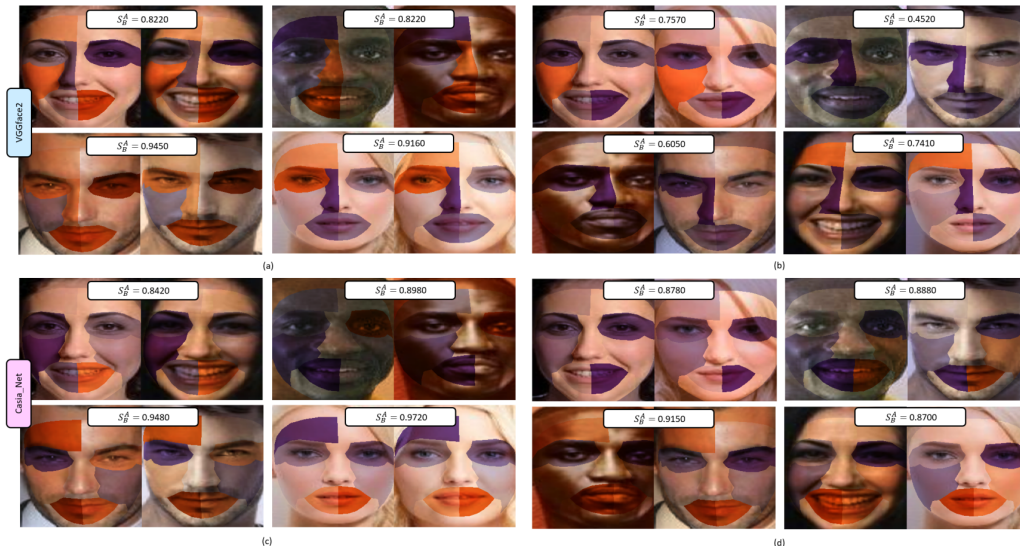 VGGface2
S_B^A = 0.8220
S_B^A = 0.8220
S_B^A = 0.9450
S_B^A = 0.9160
(a)
S_B^A = 0.7570
S_B^A = 0.4520
S_B^A = 0.6050
S_B^A = 0.7410
(b)
Casia_Net
S_B^A = 0.8420
S_B^A = 0.8980
S_B^A = 0.9480
S_B^A = 0.9720
(c)
S_B^A = 0.8780
S_B^A = 0.8880
S_B^A = 0.9150
S_B^A = 0.8700
(d)